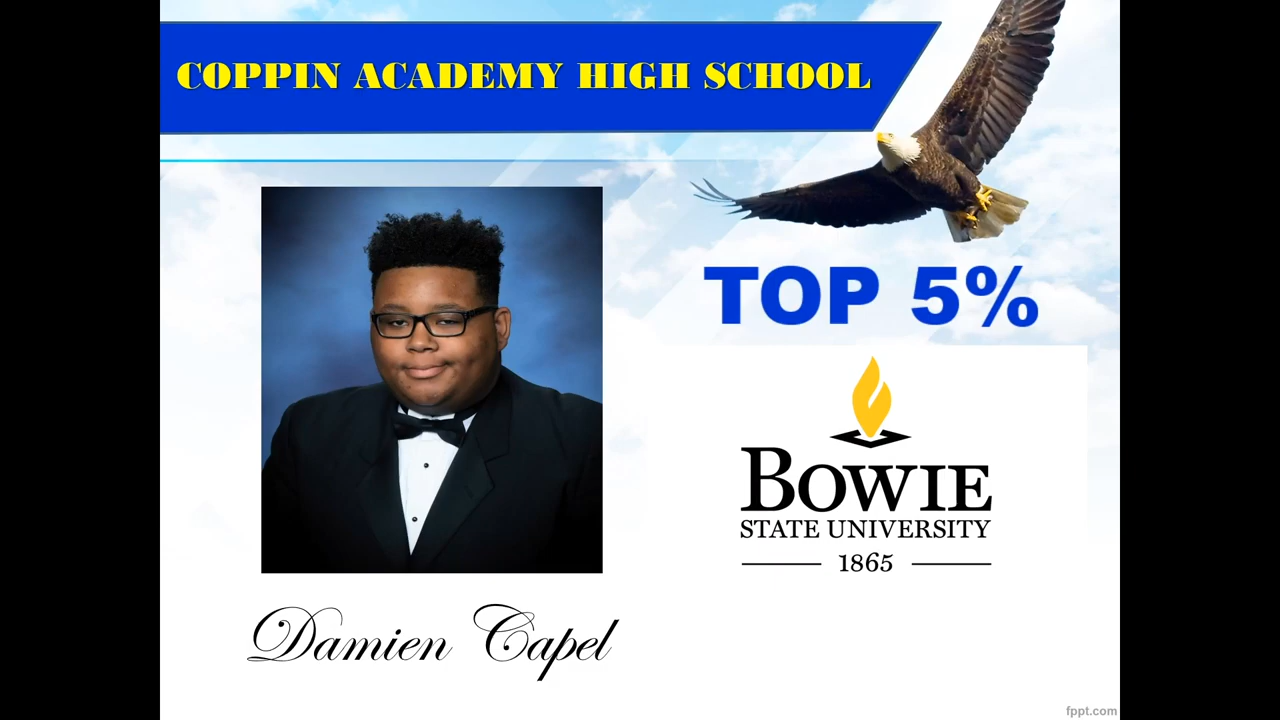 COPPIN ACADEMY HIGH SCHOOL
TOP 5%
BOWIE
STATE UNIVERSITY
1865
Damien Capel
fppt.com